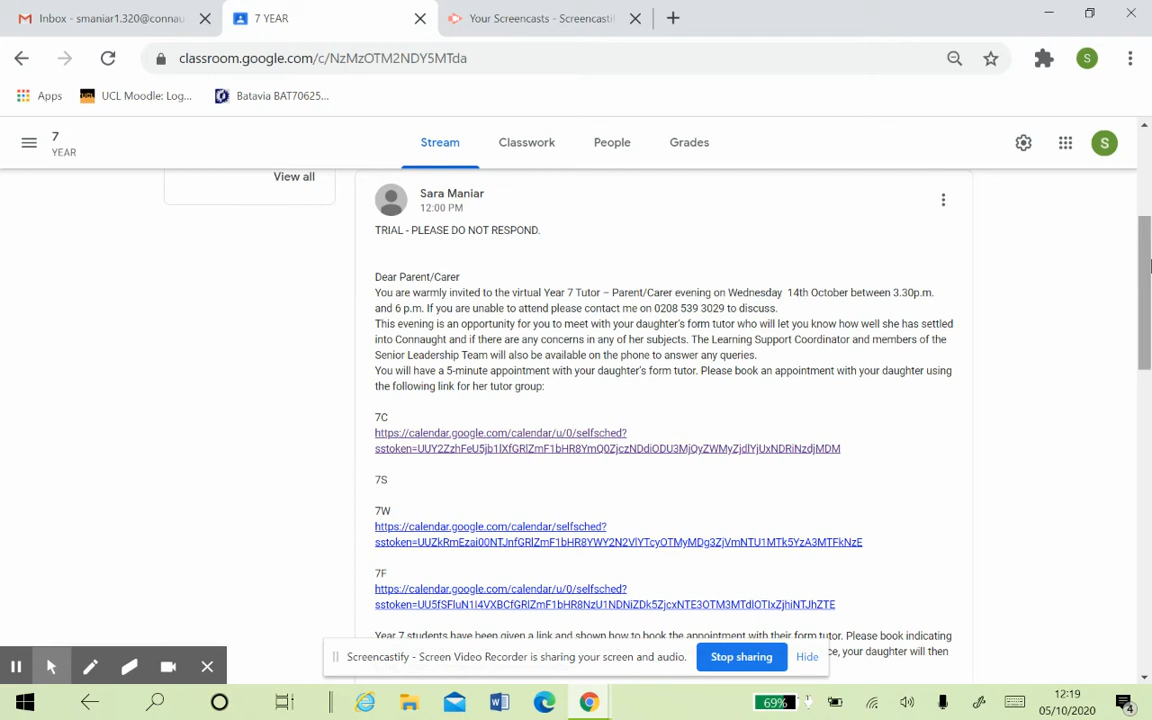 Inbox - smaniar1.320@connau
7 YEAR
Your Screencasts - Screencasti
classroom.google.com/c/NzMzOTM2NDY5MTda
S
Apps
UCL Moodle: Log...
Batavia BAT70625...
7
YEAR
Stream
Classwork
People
Grades
S
View all
Sara Maniar
12:00 PM
TRIAL - PLEASE DO NOT RESPOND.
Dear Parent/Carer
You are warmly invited to the virtual Year 7 Tutor – Parent/Carer evening on Wednesday 14th October between 3.30p.m.
and 6 p.m. If you are unable to attend please contact me on 0208 539 3029 to discuss.
This evening is an opportunity for you to meet with your daughter's form tutor who will let you know how well she has settled
into Connaught and if there are any concerns in any of her subjects. The Learning Support Coordinator and members of the
Senior Leadership Team will also be available on the phone to answer any queries.
You will have a 5-minute appointment with your daughter's form tutor. Please book an appointment with your daughter using
the following link for her tutor group:
7C
https://calendar.google.com/calendar/u/0/selfsched?
sstoken=UUY2ZzhFeU5jb1lXfGRlZmF1bHR8YmQ0ZjczNDdiODU3MjQyZWMyZjdlYjUxNDRiNzdjMDM
7S
7W
https://calendar.google.com/calendar/selfsched?
sstoken=UUZkRmEzai00NTJnfGRlZmF1bHR8YWY2N2VlYTcyOTMyMDg3ZjVmNTU1MTk5YzA3MTFkNzE
7F
https://calendar.google.com/calendar/u/0/selfsched?
sstoken=UU5fSFluN1I4VXBCfGRlZmF1bHR8NzU1NDNiZDk5ZjcxNTE3OTM3MTdlOTIxZjhiNTJhZTE
Year 7 students have been given a link and shown how to book the appointment with their form tutor. Please book indicating
ce, your daughter will then
Screencastify - Screen Video Recorder is sharing your screen and audio.
Stop sharing
Hide
69%
12:19
05/10/2020
4